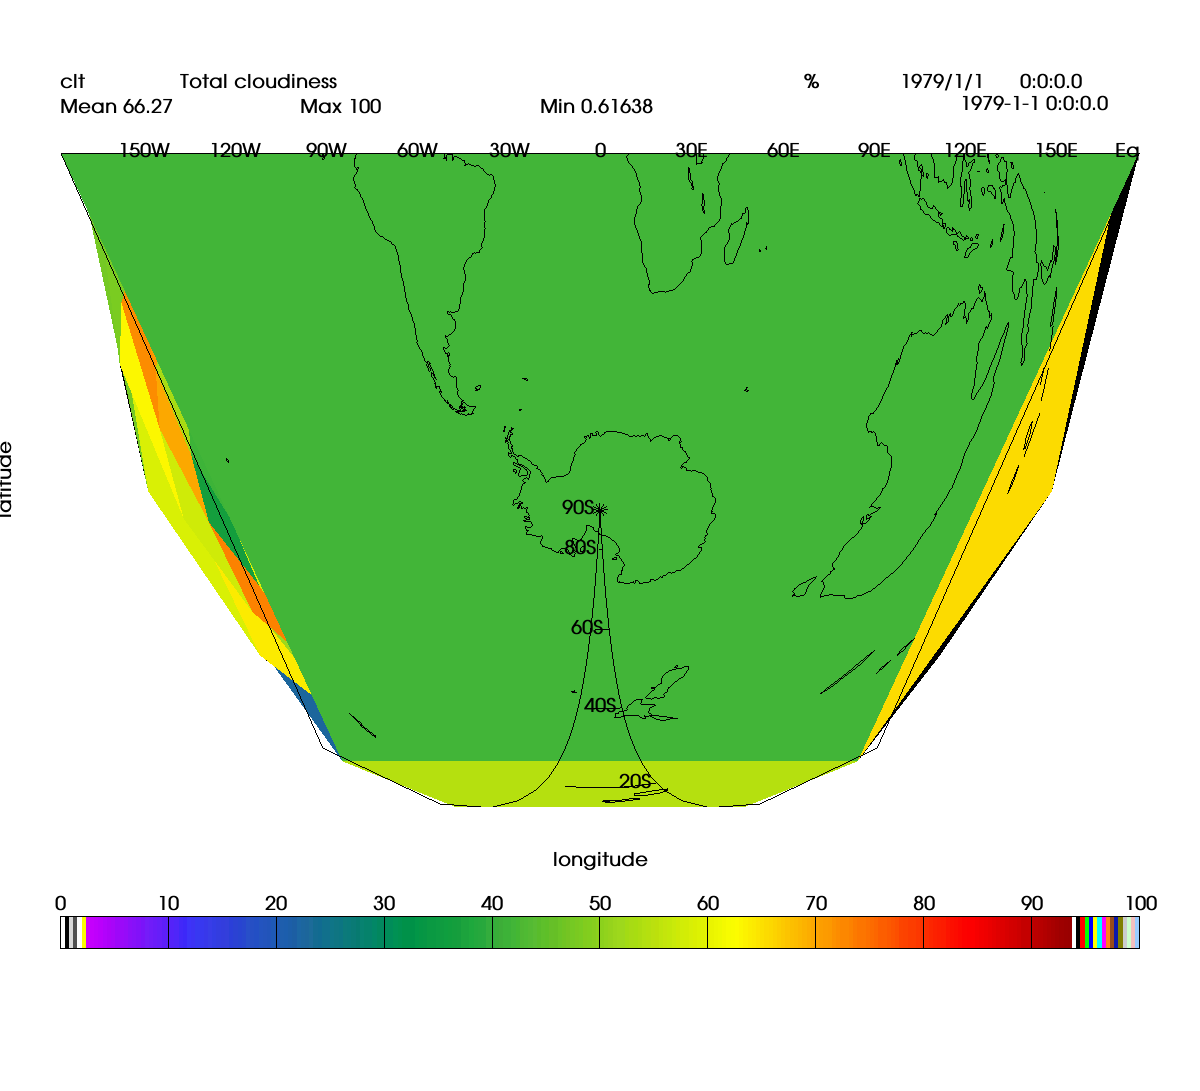 clt Total cloudiness % 1979/1/1 0:0:0.0
Mean 66.27 Max 100 Min 0.61638 1979-1-1 0:0:0.0
150W 120W 90W 60W 30W 0 30E 60E 90E 120E 150E Eq
latitude
90S
80S
60S
40S
20S
longitude
0 10 20 30 40 50 60 70 80 90 100